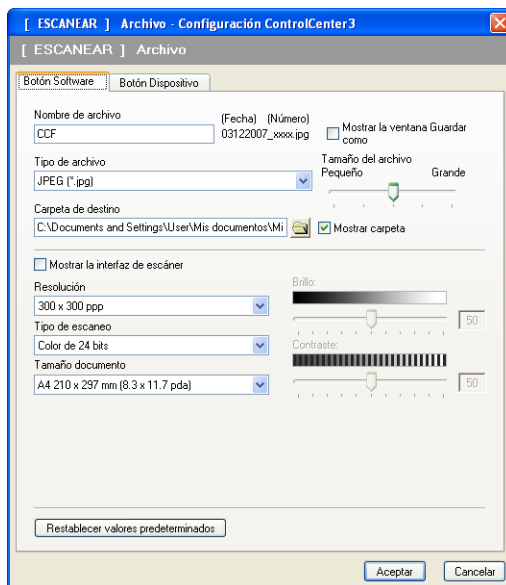 [ ESCANEAR ] Archivo - Configuración ControlCenter3
[ ESCANEAR ] Archivo
Botón Software
Botón Dispositivo
Nombre de archivo
(Fecha) (Número)
CCF
03122007_xxxx.jpg
Mostrar la ventana Guardar
como
Tipo de archivo
Tamaño del archivo
Pequeño Grande
JPEG (*.jpg)
Carpeta de destino
C:\Documents and Settings\User\Mis documentos\Mi
Mostrar carpeta
Mostrar la interfaz de escáner
Resolución
Brillo:
300 x 300 ppp
50
Tipo de escaneo
Color de 24 bits
Contraste:
Tamaño documento
A4 210 x 297 mm (8.3 x 11.7 pda)
50
Restablecer valores predeterminados
Aceptar
Cancelar